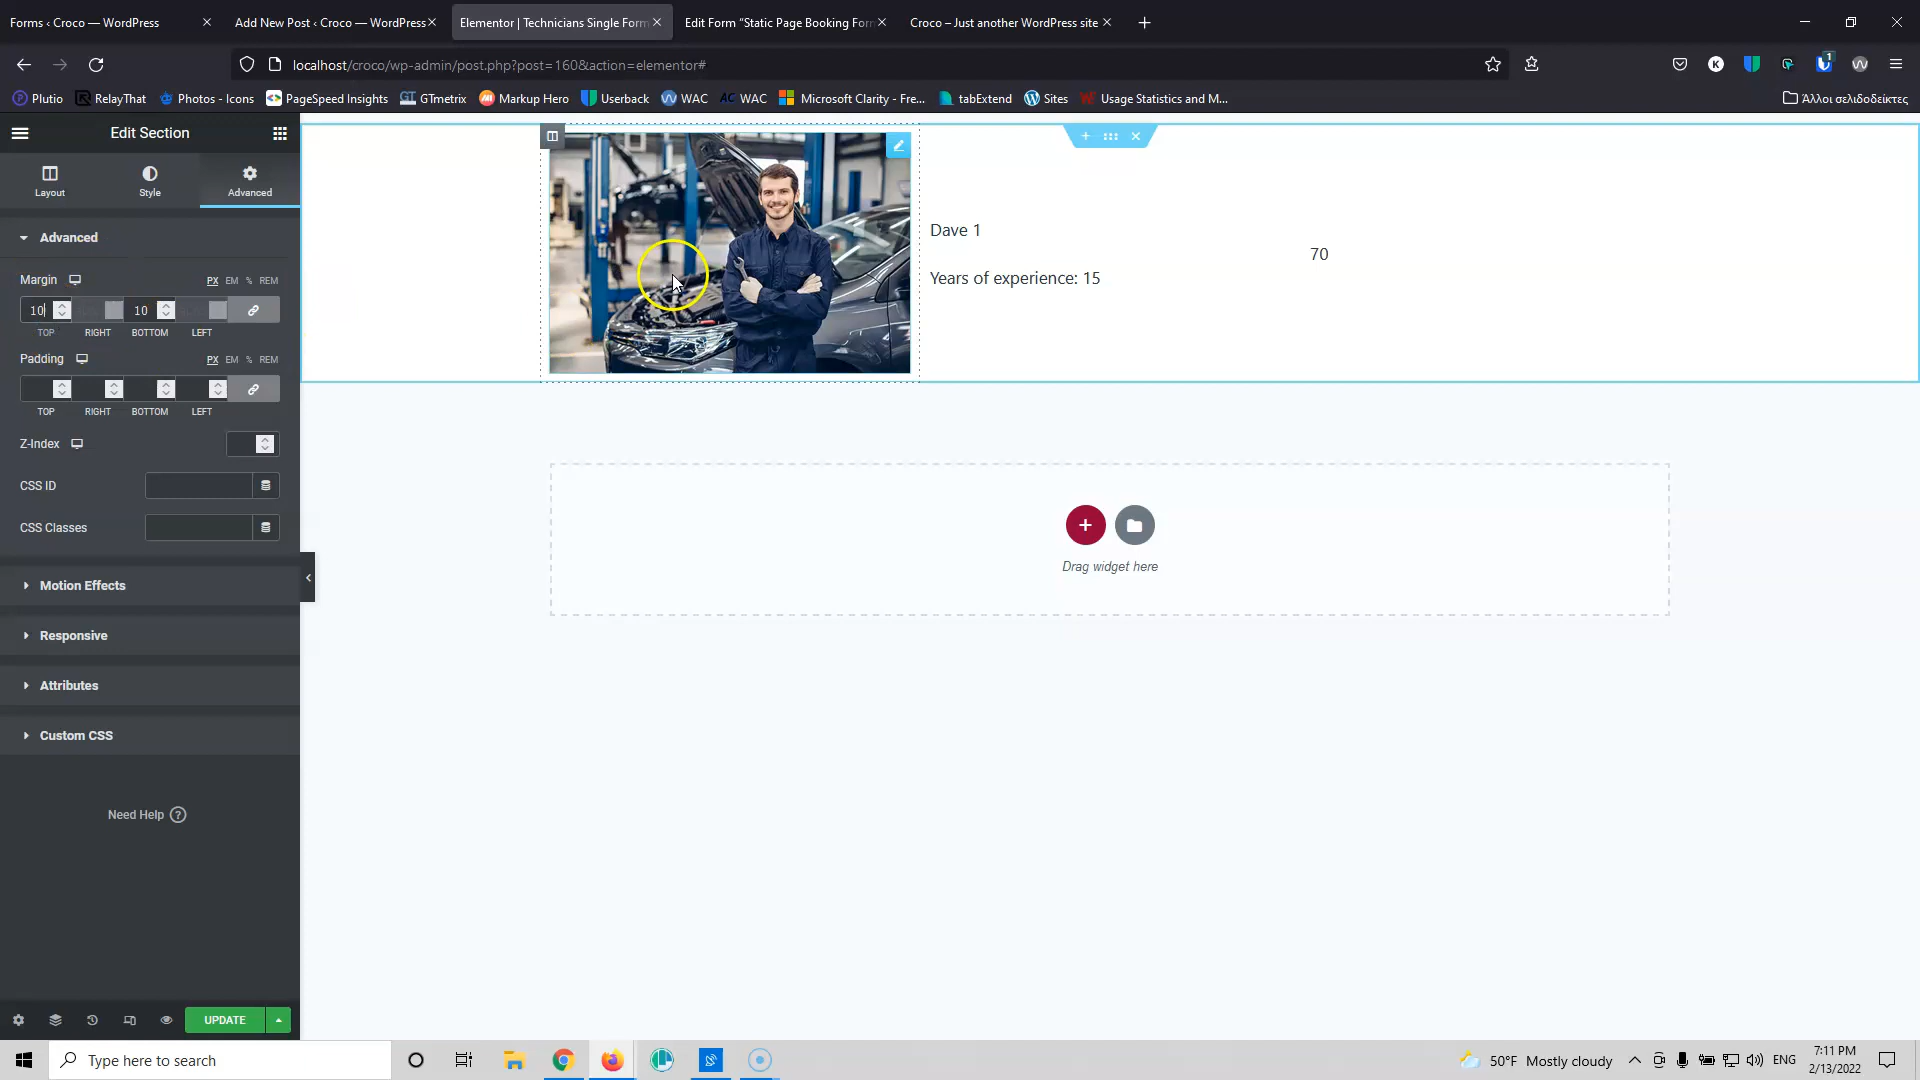 Forms ‹ Croco — WordPress
Add New Post ‹ Croco — WordPress
Elementor | Technicians Single Form
Edit Form "Static Page Booking For
Croco – Just another WordPress site
localhost/croco/wp-admin/post.php?post=160&action=elementor#
1
Plutio
RelayThat
Photos - Icons
PageSpeed Insights
GTmetrix
Markup Hero
Userback
WAC
AC WAC
Microsoft Clarity - Fre...
tabExtend
Sites
Usage Statistics and M...
Άλλοι σελιδοδείκτες
Edit Section
Layout
Style
Advanced
Advanced
Margin
PX EM % REM
10
10
TOP RIGHT BOTTOM LEFT
Padding
PX EM % REM
TOP RIGHT BOTTOM LEFT
Z-Index
CSS ID
CSS Classes
Motion Effects
Responsive
Attributes
Custom CSS
Need Help ?
UPDATE
Dave 1
70
Years of experience: 15
Drag widget here
Type here to search
50°F Mostly cloudy
ENG
7:11 PM
2/13/2022